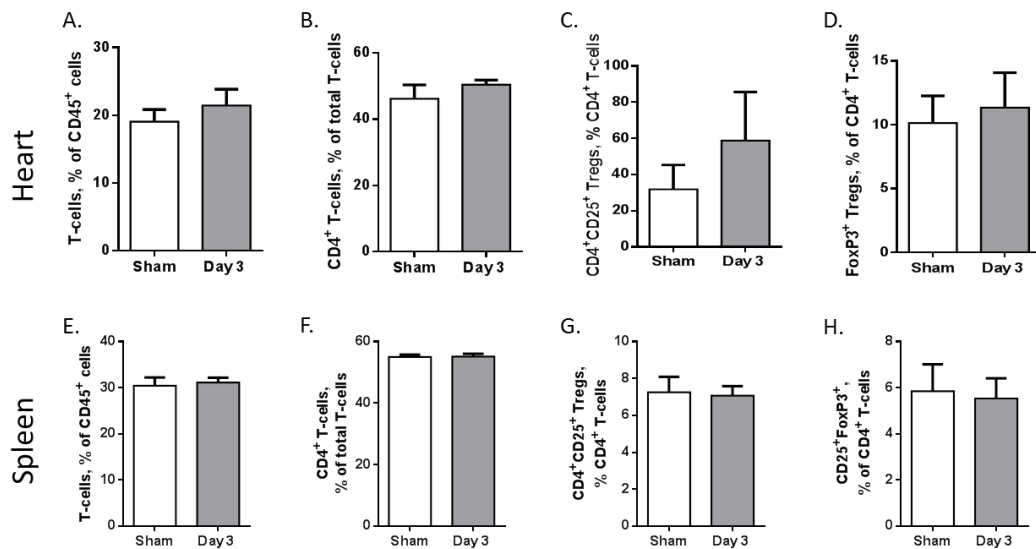 Heart
A.
T-cells, % of CD45⁺ cells
30
20
10
0
Sham Day 3
B.
CD4⁺ T-cells, % of total T-cells
60
40
20
0
Sham Day 3
C.
CD4⁺CD25⁺ Tregs, % CD4⁺ T-cells
100
80
60
40
20
0
Sham Day 3
D.
FoxP3⁺ Tregs, % of CD4⁺ T-cells
15
10
5
0
Sham Day 3
Spleen
E.
T-cells, % of CD45⁺ cells
40
30
20
10
0
Sham Day 3
F.
CD4⁺ T-cells,
% of total T-cells
60
40
20
0
Sham Day 3
G.
CD4⁺CD25⁺ Tregs,
% CD4⁺ T-cells
10
8
6
4
2
0
Sham Day 3
H.
CD25⁺FoxP3⁺,
% of CD4⁺ T-cells
8
6
4
2
0
Sham Day 3